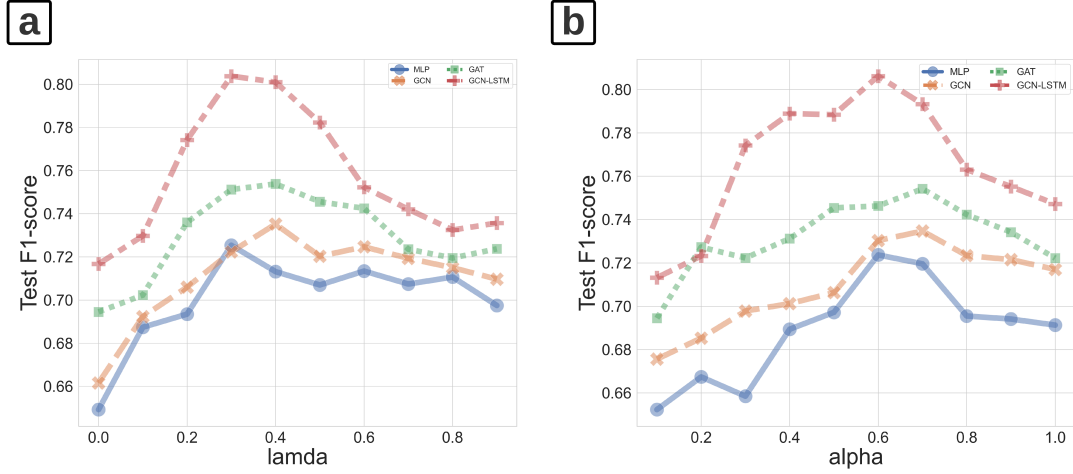 a
Test F1-score
0.80
0.78
0.76
0.74
0.72
0.70
0.68
0.66
MLP GAT
GCN GCN-LSTM
0.0 0.2 0.4 0.6 0.8
lamda
b
Test F1-score
0.80
0.78
0.76
0.74
0.72
0.70
0.68
0.66
MLP GAT
GCN GCN-LSTM
0.2 0.4 0.6 0.8 1.0
alpha